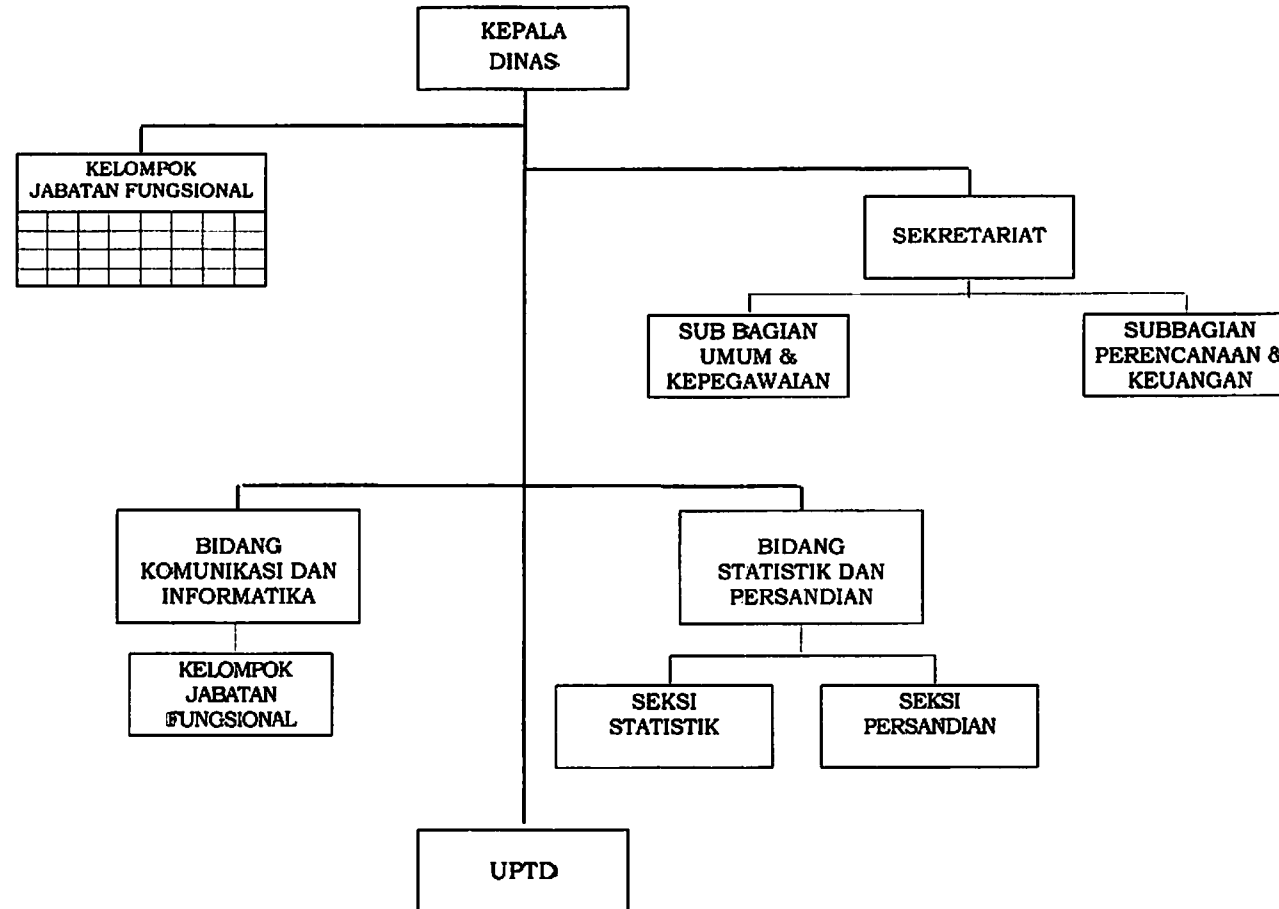 KEPALA
DINAS
KELOMPOK
JABATAN FUNGSIONAL
SEKRETARIAT
SUB BAGIAN
UMUM &
KEPEGAWAIAN
SUBBAGIAN
PERENCANAAN &
KEUANGAN
BIDANG
KOMUNIKASI DAN
INFORMATIKA
BIDANG
STATISTIK DAN
PERSANDIAN
KELOMPOK
JABATAN
FUNGSIONAL
SEKSI
STATISTIK
SEKSI
PERSANDIAN
UPTD